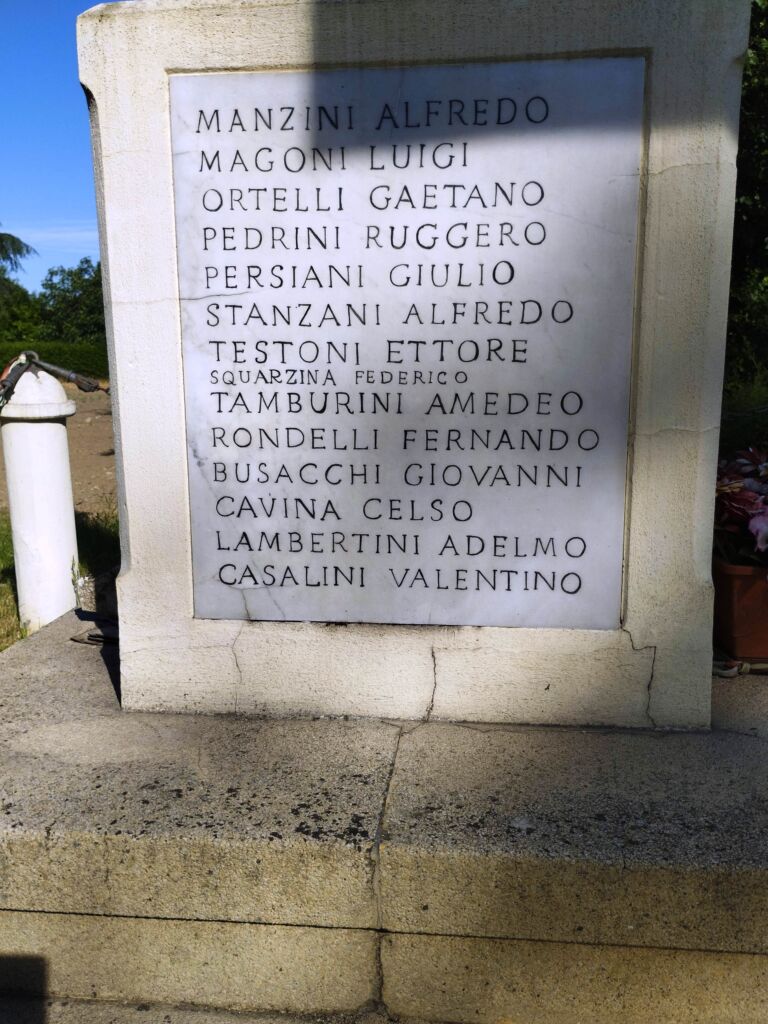 MANZINI ALFREDO
MAGONI LUIGI
ORTELLI GAETANO
PEDRINI RUGGERO
PERSIANI GIULIO
STANZANI ALFREDO
TESTONI ETTORE
SQUARZINA FEDERICO
TAMBURINI AMEDEO
RONDELLI FERNANDO
BUSACCHI GIOVANNI
CAVINA CELSO
LAMBERTINI ADELMO
CASALINI VALENTINO